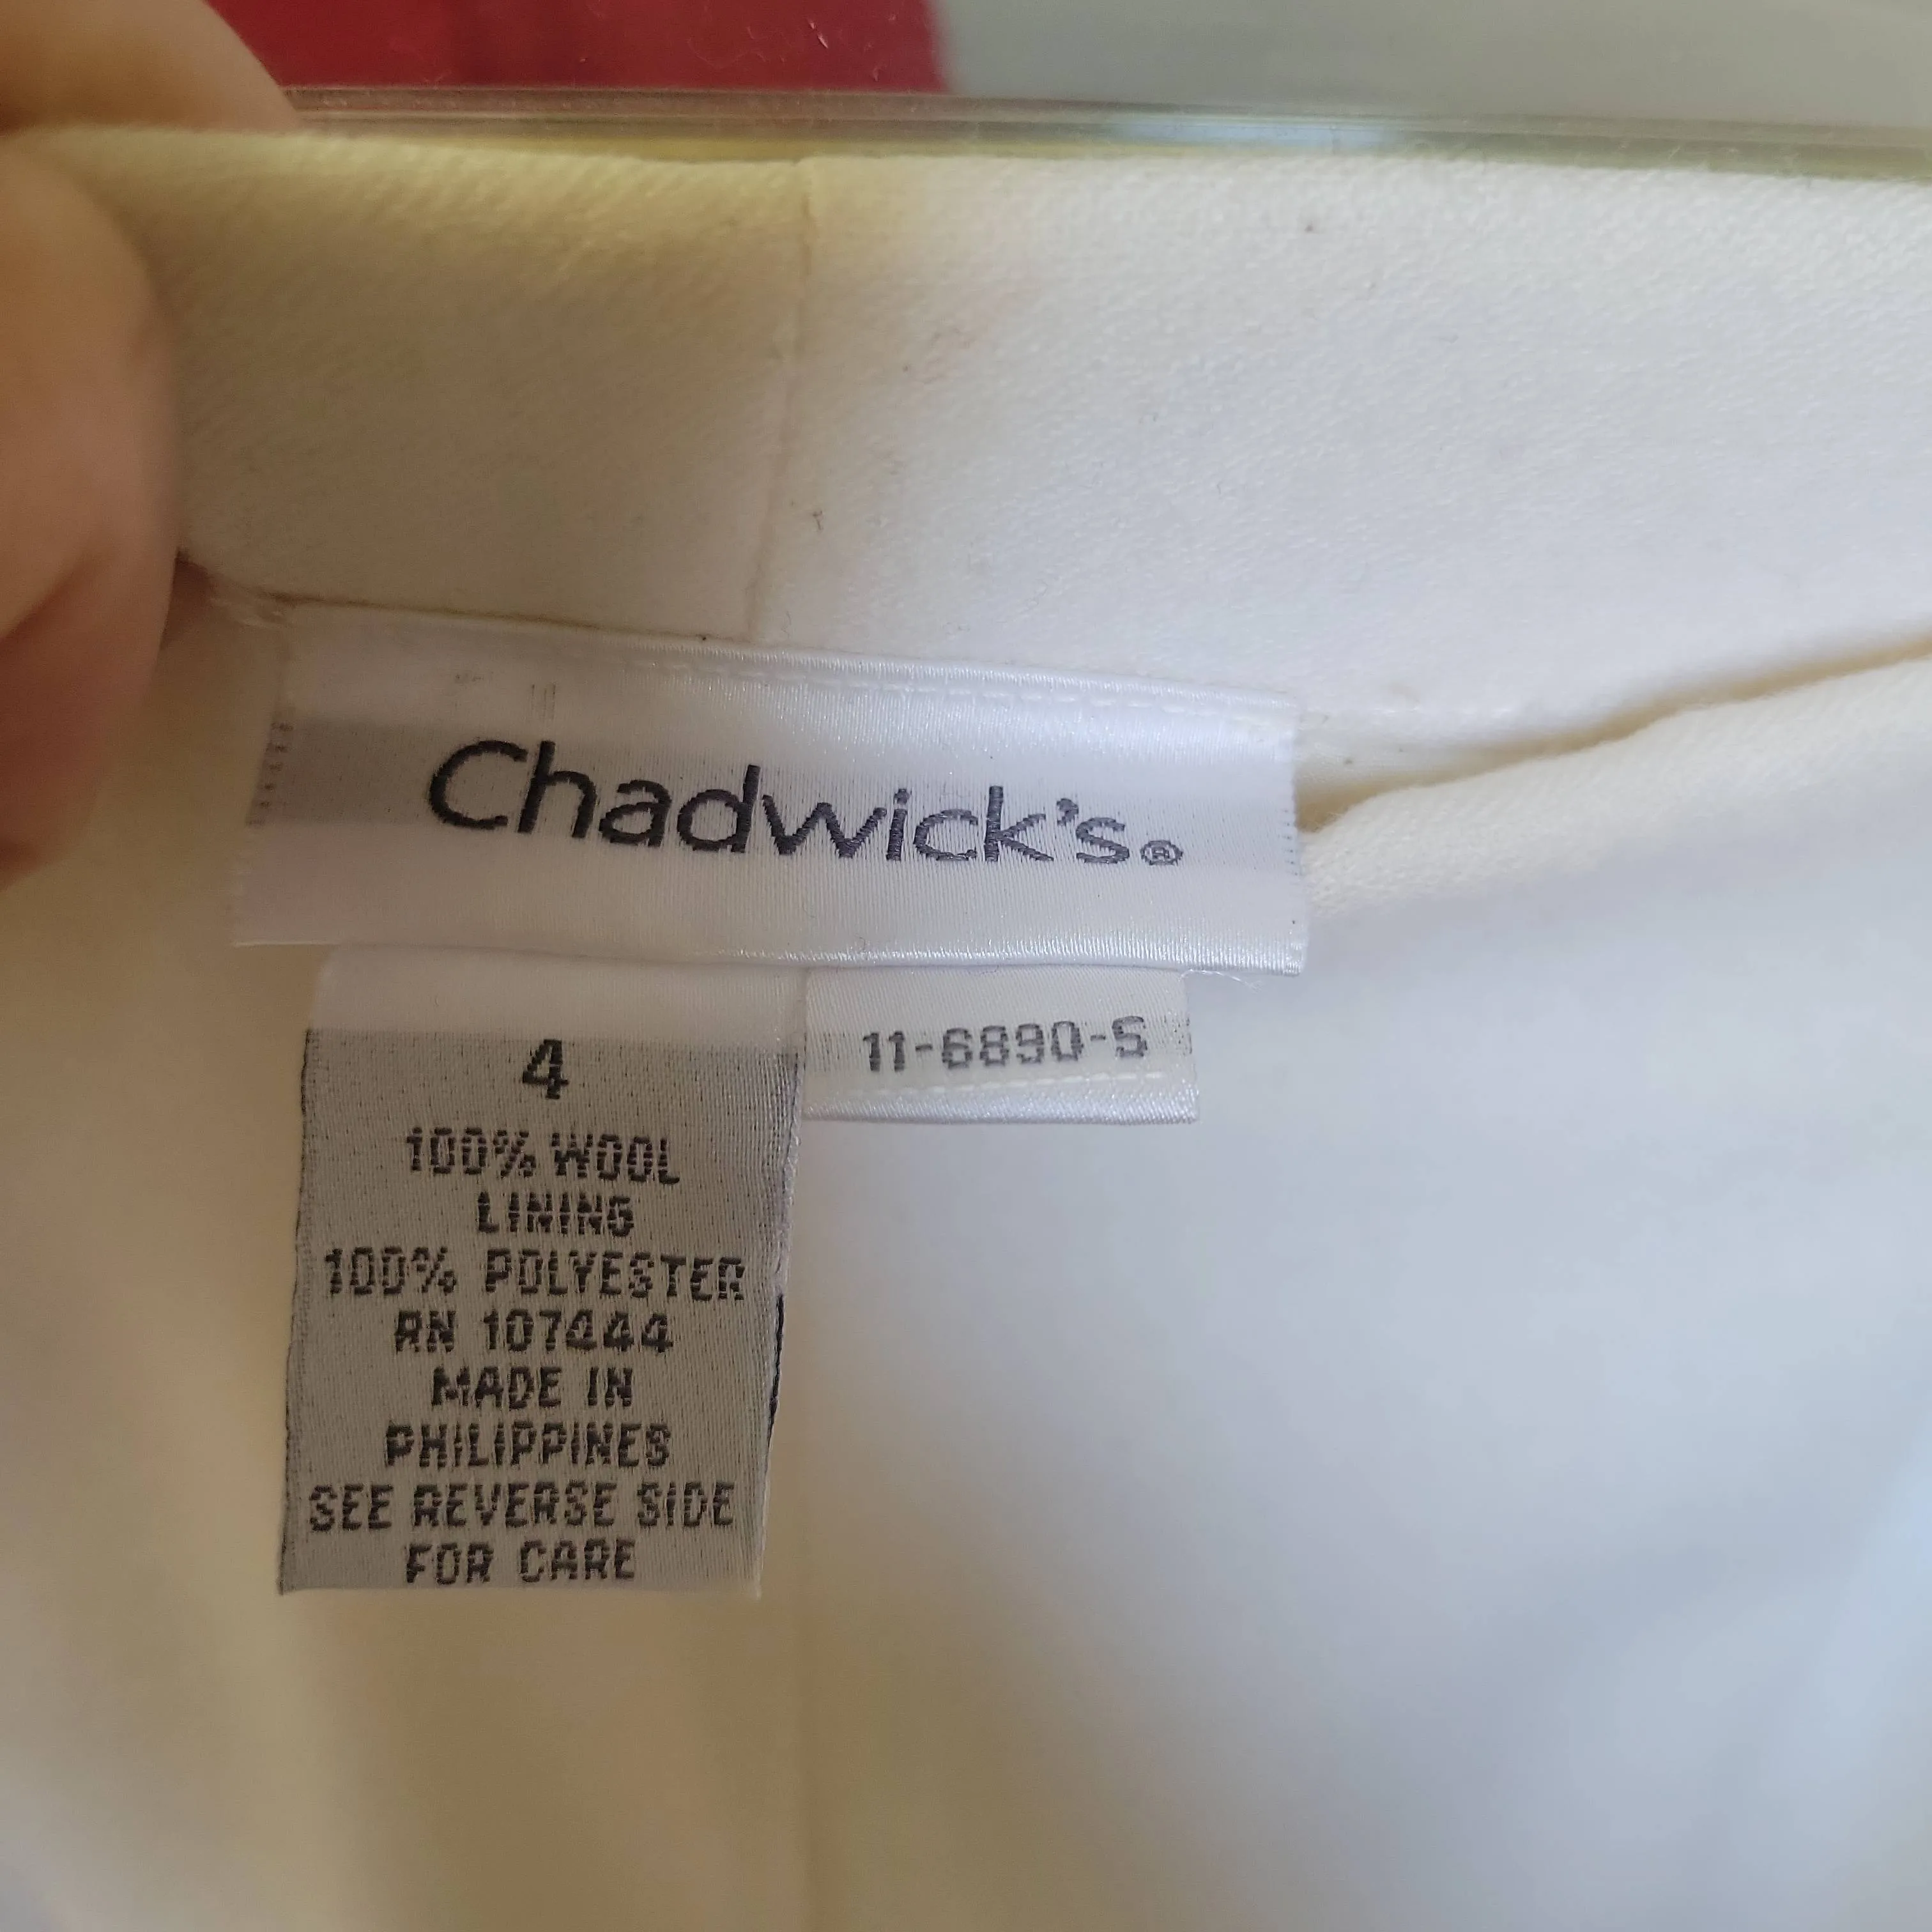 Chadwick's®
4
11-6890-S
100% WOOL
LINING
100% POLYESTER
RN 107444
MADE IN
PHILIPPINES
SEE REVERSE SIDE
FOR CARE